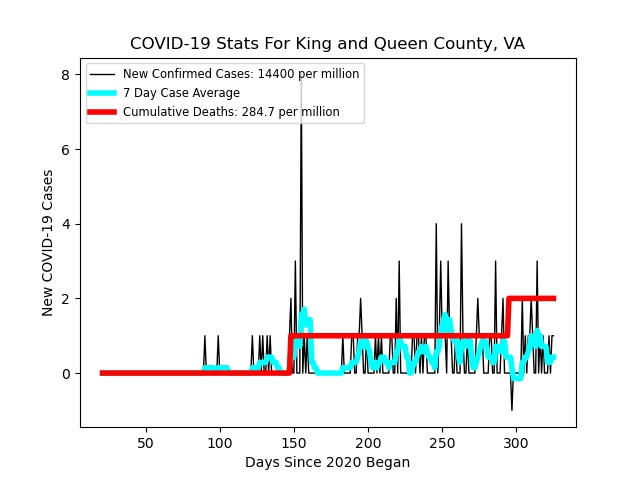 COVID-19 Stats For King and Queen County, VA
New Confirmed Cases: 14400 per million
7 Day Case Average
Cumulative Deaths: 284.7 per million
New COVID-19 Cases
8
6
4
2
0
50 100 150 200 250 300
Days Since 2020 Began